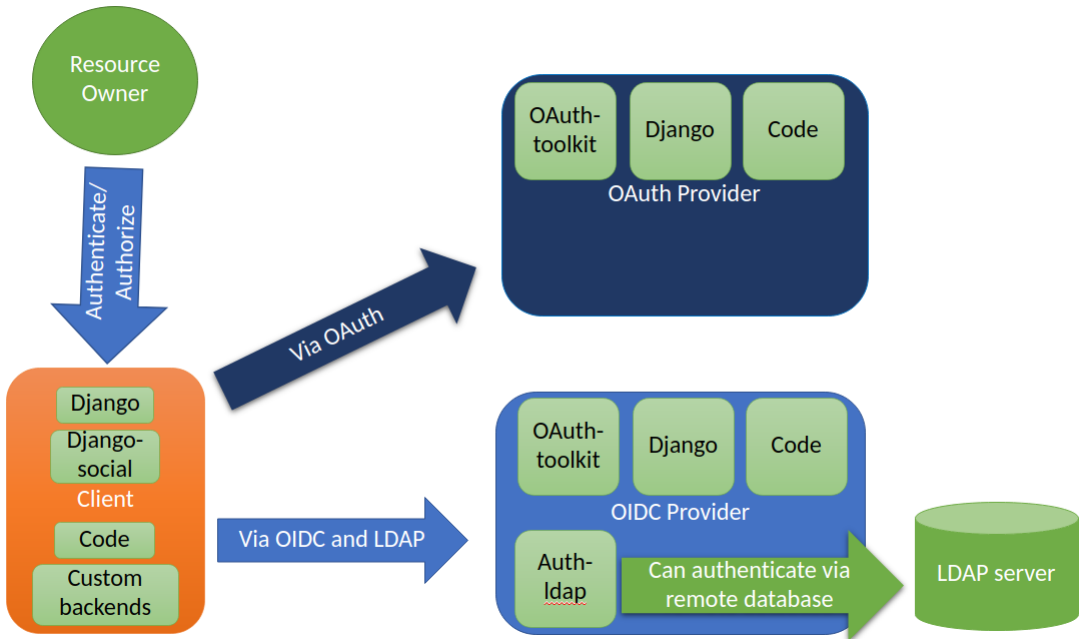 Resource
Owner
Authenticate/
Authorize
Django
Django-
social
Client
Code
Custom
backends
Via OAuth
OAuth-
toolkit
Django
Code
OAuth Provider
Via OIDC and LDAP
OAuth-
toolkit
Django
Code
OIDC Provider
Auth-
ldap
Can authenticate via
remote database
LDAP server